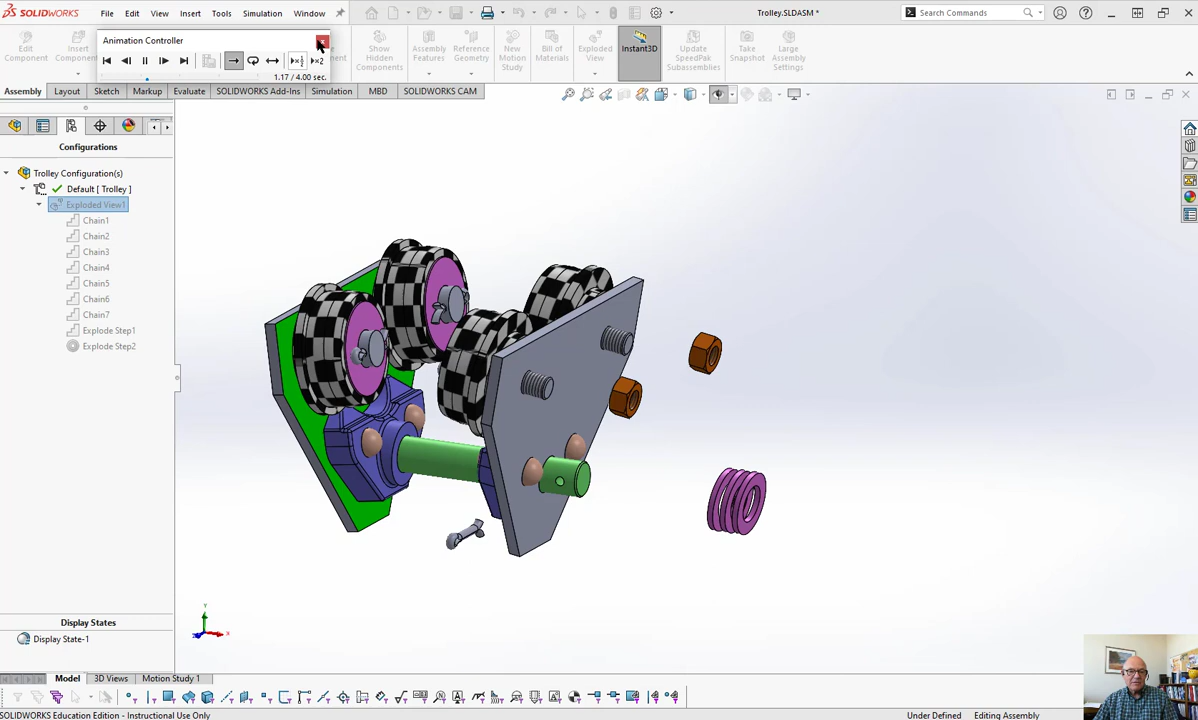 SOLIDWORKS File Edit View Insert Tools Simulation Window Trolley.SLDASM * Search Commands
Animation Controller
1.17 / 4.00 sec.
Edit Component
Insert Components
Show Hidden Components
Assembly Features
Reference Geometry
New Motion Study
Bill of Materials
Exploded View
Instant3D
Update SpeedPak Subassemblies
Take Snapshot
Large Assembly Settings
Assembly Layout Sketch Markup Evaluate SOLIDWORKS Add-Ins Simulation MBD SOLIDWORKS CAM
Configurations
Trolley Configuration(s)
Default [ Trolley ]
Exploded View1
Chain1
Chain2
Chain3
Chain4
Chain5
Chain6
Chain7
Explode Step1
Explode Step2
Y
X
Display States
Display State-1
Model 3D Views Motion Study 1
SOLIDWORKS Education Edition - Instructional Use Only Under Defined Editing Assembly